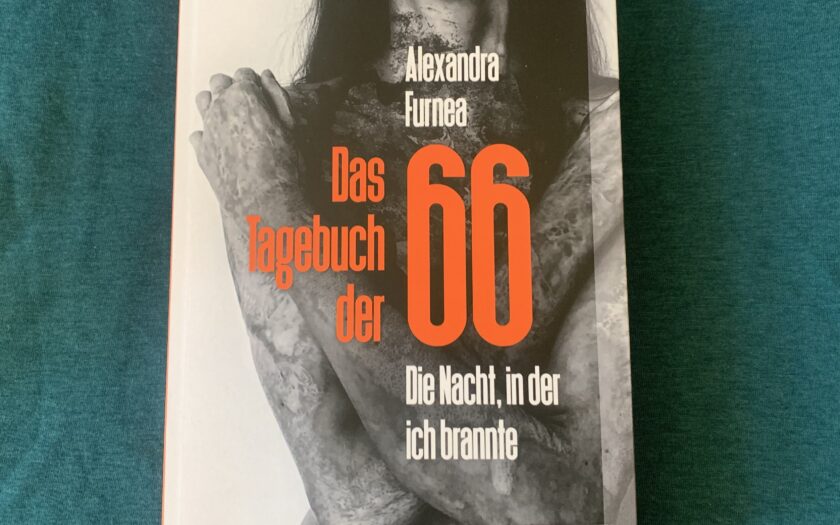 Alexandra
Furnea
Das
Tagebuch
der
66
Die Nacht, in der
ich brannte